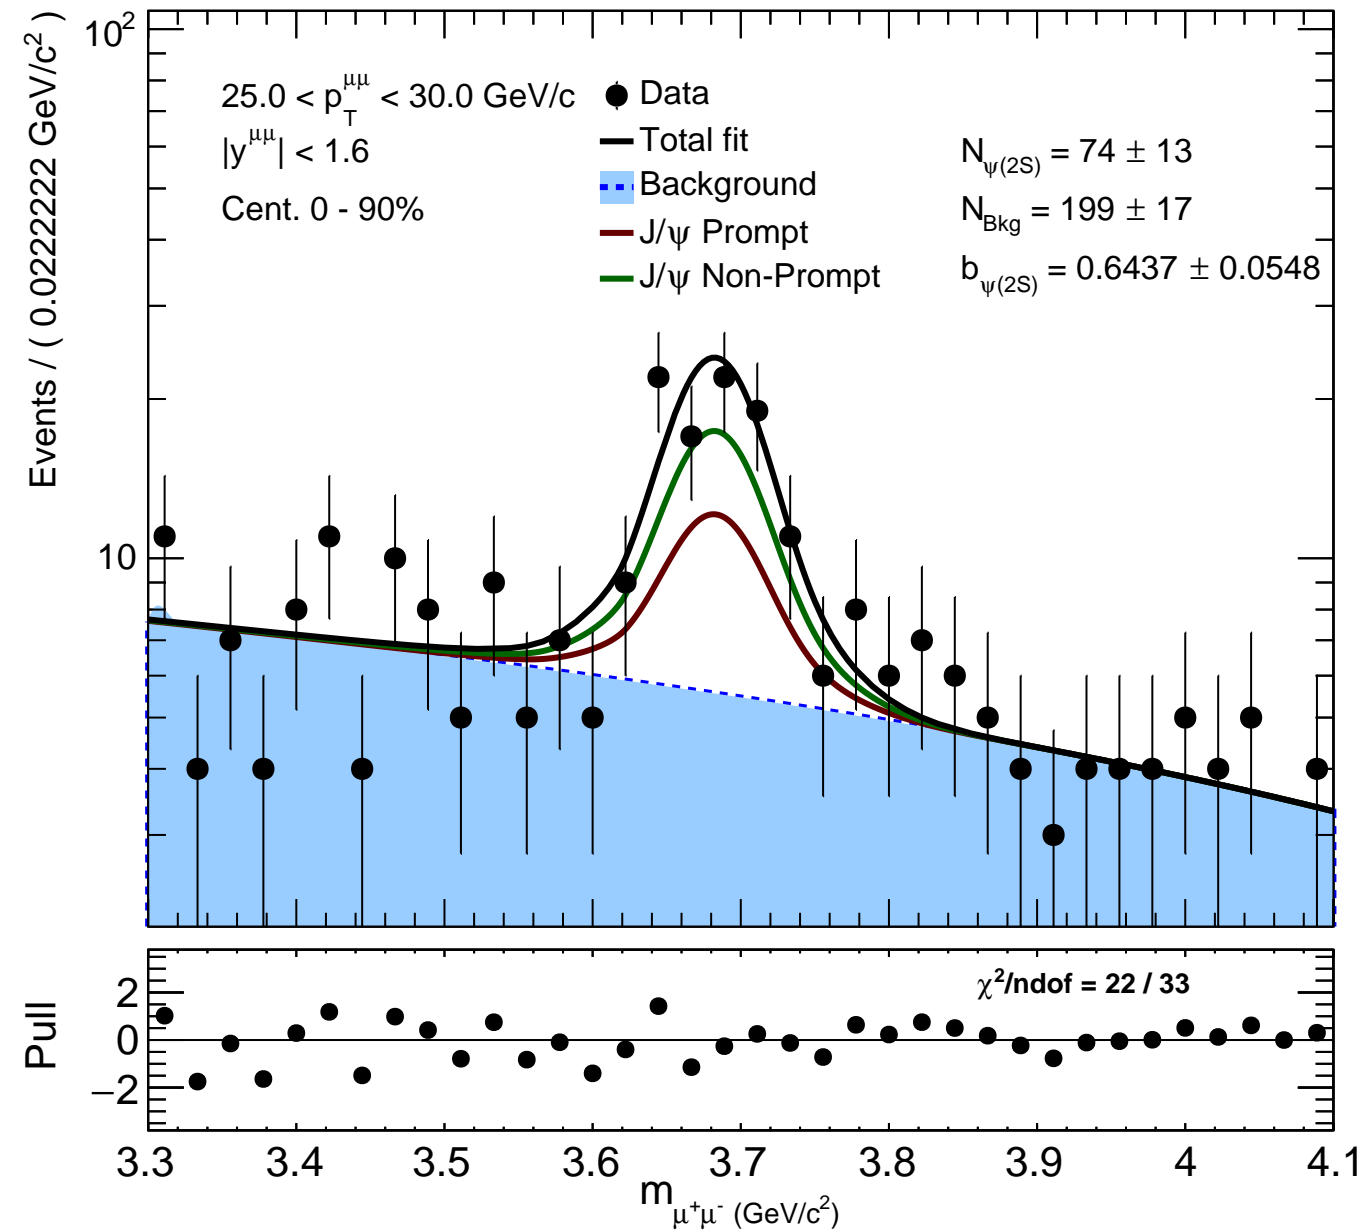 Events / ( 0.0222222 GeV/c²)
10²
10
25.0 < p_T^μμ < 30.0 GeV/c
|y^μμ| < 1.6
Cent. 0 - 90%
Data
Total fit
Background
J/ψ Prompt
J/ψ Non-Prompt
N_ψ(2S) = 74 ± 13
N_Bkg = 199 ± 17
b_ψ(2S) = 0.6437 ± 0.0548
Pull
2
0
−2
χ²/ndof = 22 / 33
3.3 3.4 3.5 3.6 3.7 3.8 3.9 4 4.1
m_μ⁺μ⁻ (GeV/c²)